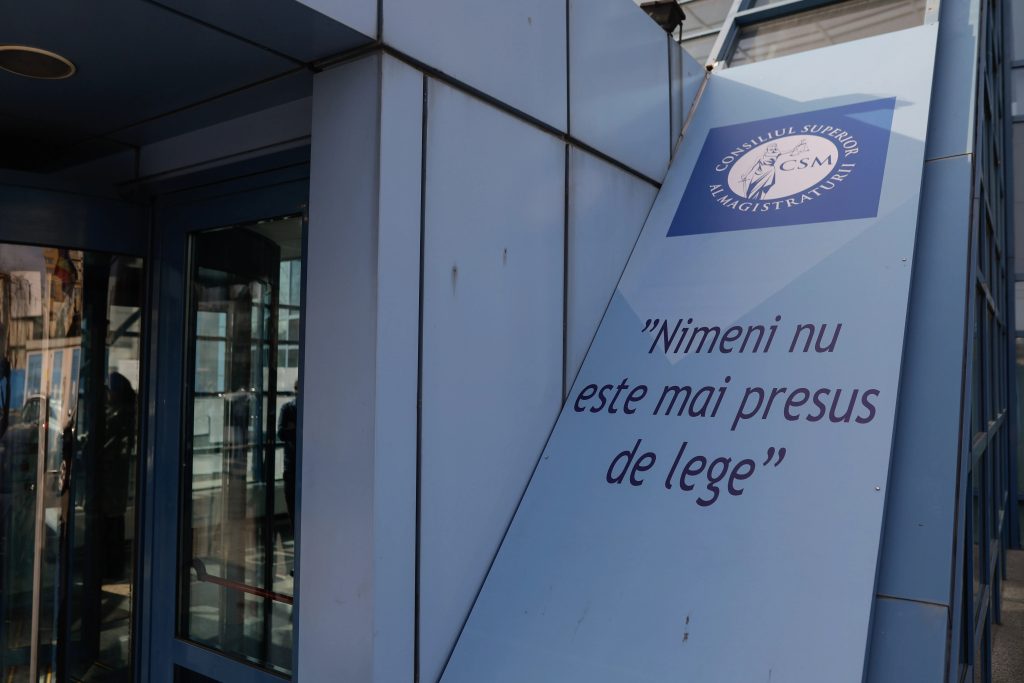 CONSILIUL SUPERIOR
CSM
AL MAGISTRATURII
”Nimeni nu
este mai presus
de lege”